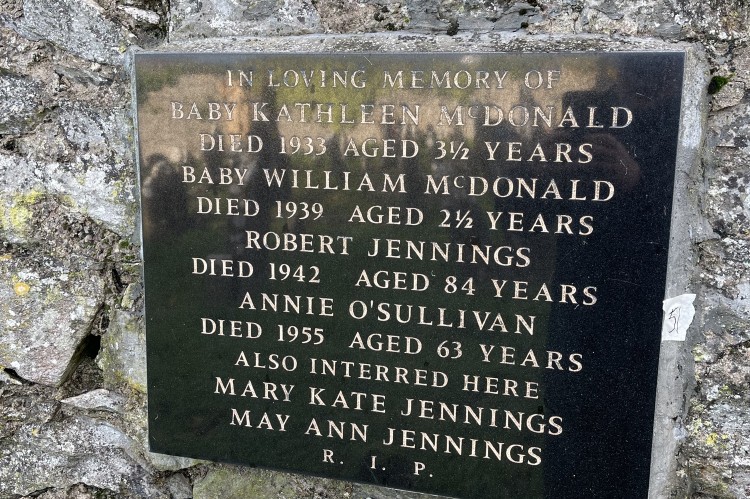 IN LOVING MEMORY OF
BABY KATHLEEN McDONALD
DIED 1933 AGED 3½ YEARS
BABY WILLIAM McDONALD
DIED 1939 AGED 2½ YEARS
ROBERT JENNINGS
DIED 1942 AGED 84 YEARS
ANNIE O'SULLIVAN
DIED 1955 AGED 63 YEARS
ALSO INTERRED HERE
MARY KATE JENNINGS
MAY ANN JENNINGS
R. I. P.